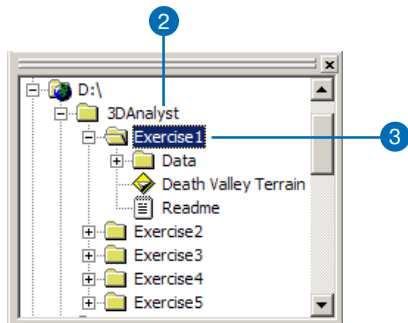 2
D:\
3DAnalyst
Exercise1
3
Data
Death Valley Terrain
Readme
Exercise2
Exercise3
Exercise4
Exercise5